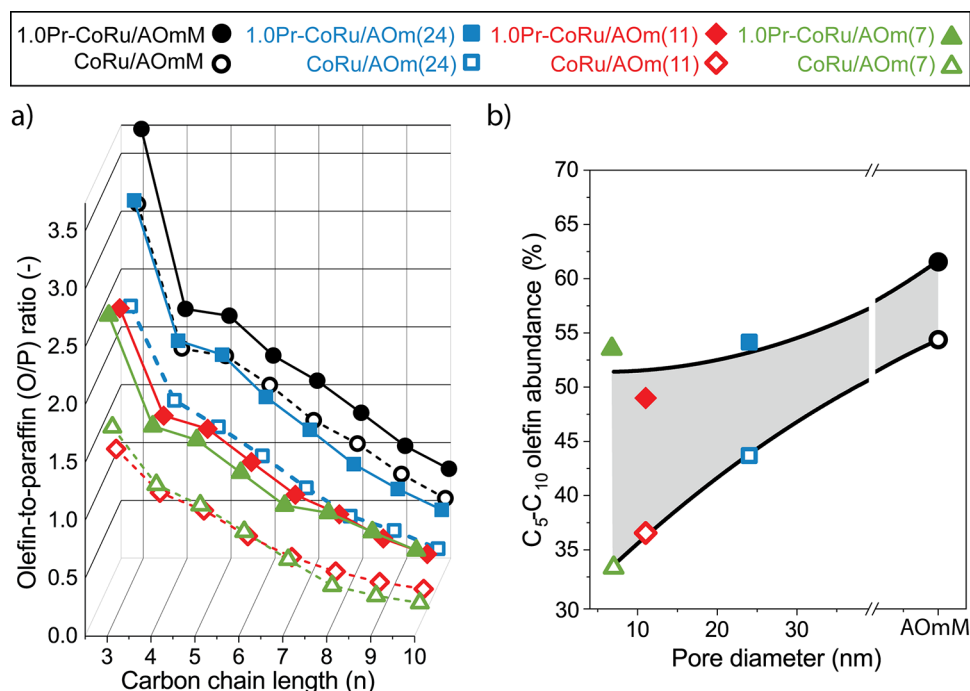 1.0Pr-CoRu/AOmM 1.0Pr-CoRu/AOm(24) 1.0Pr-CoRu/AOm(11) 1.0Pr-CoRu/AOm(7)
CoRu/AOmM CoRu/AOm(24) CoRu/AOm(11) CoRu/AOm(7)
a)
Olefin-to-paraffin (O/P) ratio (-)
3.5
3.0
2.5
2.0
1.5
1.0
0.5
0.0
3 4 5 6 7 8 9 10
Carbon chain length (n)
b)
C5-C10 olefin abundance (%)
70
65
60
55
50
45
40
35
30
10 20 30 AOmM
Pore diameter (nm)